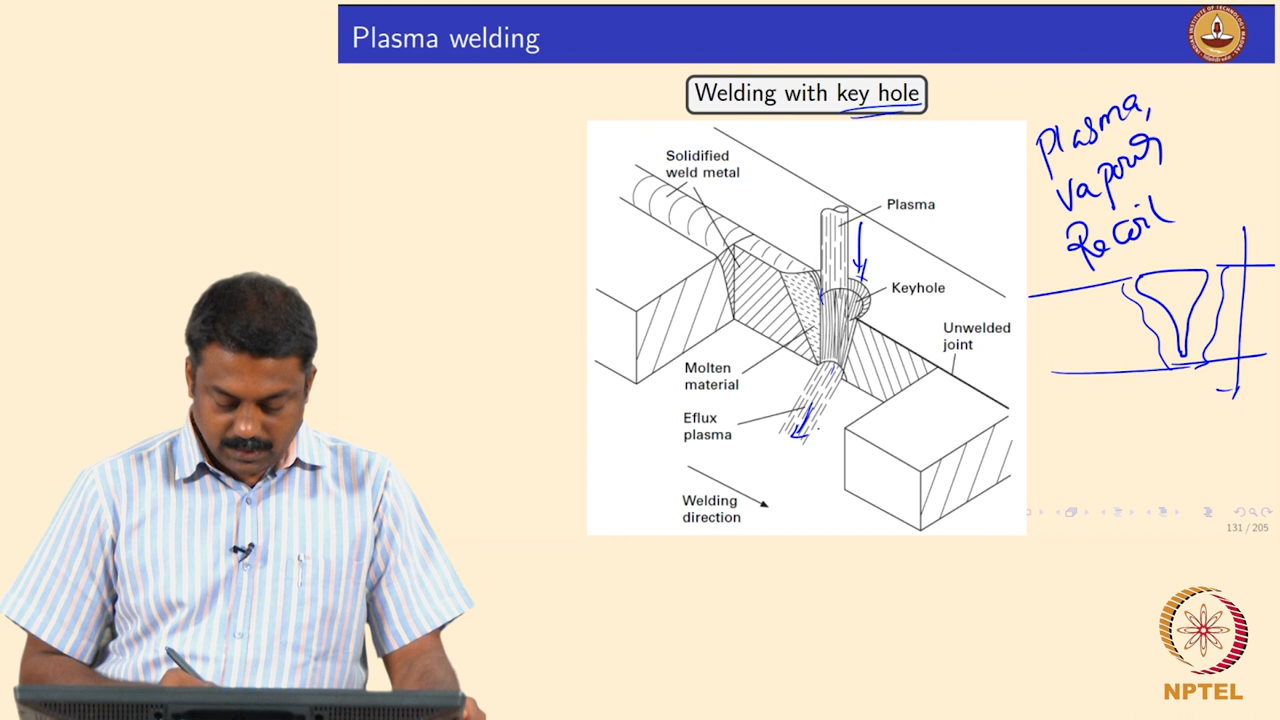 Plasma welding
Welding with key hole
Solidified
weld metal
Plasma
Keyhole
Unwelded
joint
Molten
material
Eflux
plasma
Welding
direction
Plasma,
vapour
Recoil
131 / 205
NPTEL